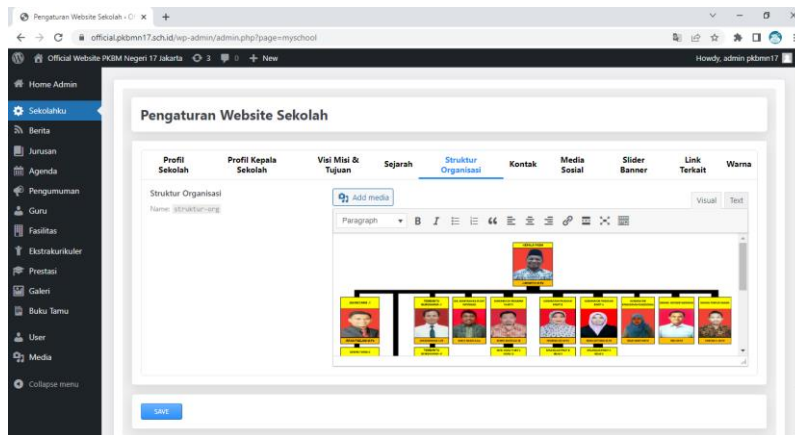 Pengaturan Website Sekolah - O
official.pkbmn17.sch.id/wp-admin/admin.php?page=myschool
Official Website PKBM Negeri 17 Jakarta 3 0 + New
Howdy, admin pkbmn17
Home Admin
Sekolahku
Berita
Jurusan
Agenda
Pengumuman
Guru
Fasilitas
Ekstrakurikuler
Prestasi
Galeri
Buku Tamu
User
Media
Collapse menu
Pengaturan Website Sekolah
Profil Sekolah
Profil Kepala Sekolah
Visi Misi & Tujuan
Sejarah
Struktur Organisasi
Kontak
Media Sosial
Slider Banner
Link Terkait
Warna
Struktur Organisasi
Name: struktur-org
Add media
Visual Text
Paragraph B I
SAVE